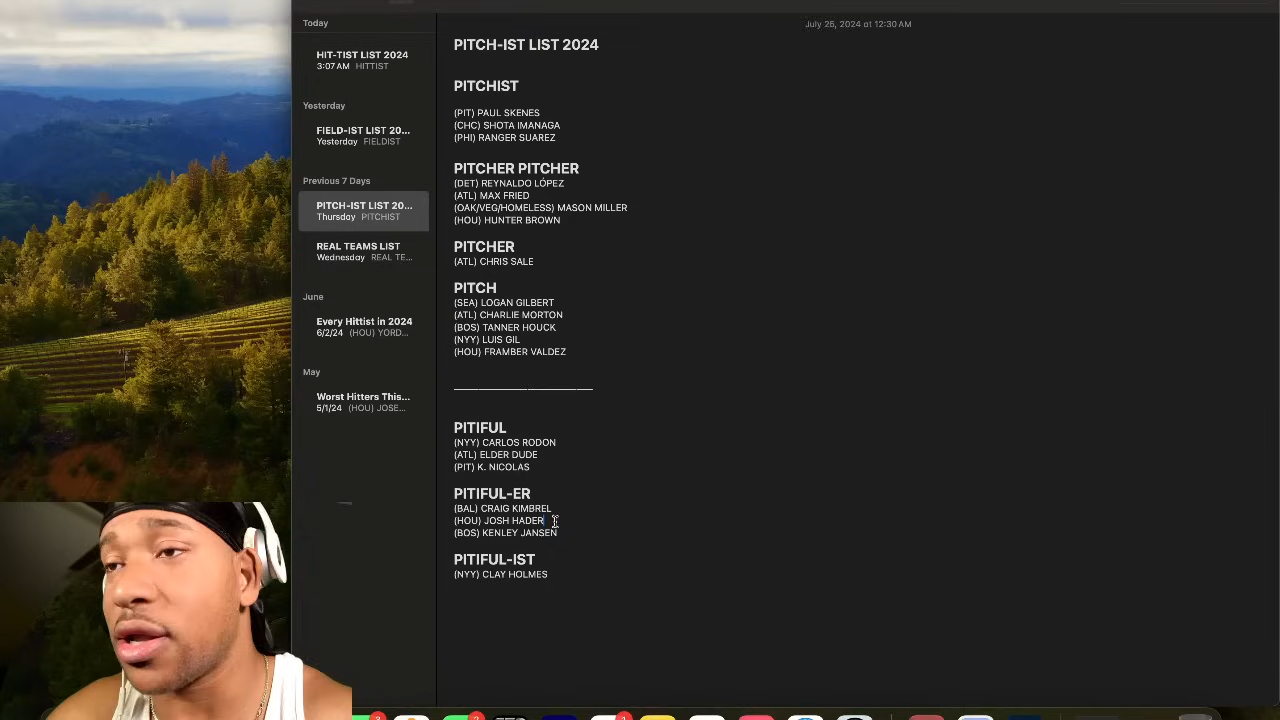 Today
HIT-TIST LIST 2024
3:07 AM HITTIST
Yesterday
FIELD-IST LIST 20...
Yesterday FIELDIST
Previous 7 Days
PITCH-IST LIST 20...
Thursday PITCHIST
REAL TEAMS LIST
Wednesday REAL TE...
June
Every Hittist in 2024
6/2/24 (HOU) YORD...
May
Worst Hitters This...
5/1/24 (HOU) JOSE...
July 25, 2024 at 12:30 AM
PITCH-IST LIST 2024
PITCHIST
(PIT) PAUL SKENES
(CHC) SHOTA IMANAGA
(PHI) RANGER SUAREZ
PITCHER PITCHER
(DET) REYNALDO LÓPEZ
(ATL) MAX FRIED
(OAK/VEG/HOMELESS) MASON MILLER
(HOU) HUNTER BROWN
PITCHER
(ATL) CHRIS SALE
PITCH
(SEA) LOGAN GILBERT
(ATL) CHARLIE MORTON
(BOS) TANNER HOUCK
(NYY) LUIS GIL
(HOU) FRAMBER VALDEZ
PITIFUL
(NYY) CARLOS RODON
(ATL) ELDER DUDE
(PIT) K. NICOLAS
PITIFUL-ER
(BAL) CRAIG KIMBREL
(HOU) JOSH HADER
(BOS) KENLEY JANSEN
PITIFUL-IST
(NYY) CLAY HOLMES